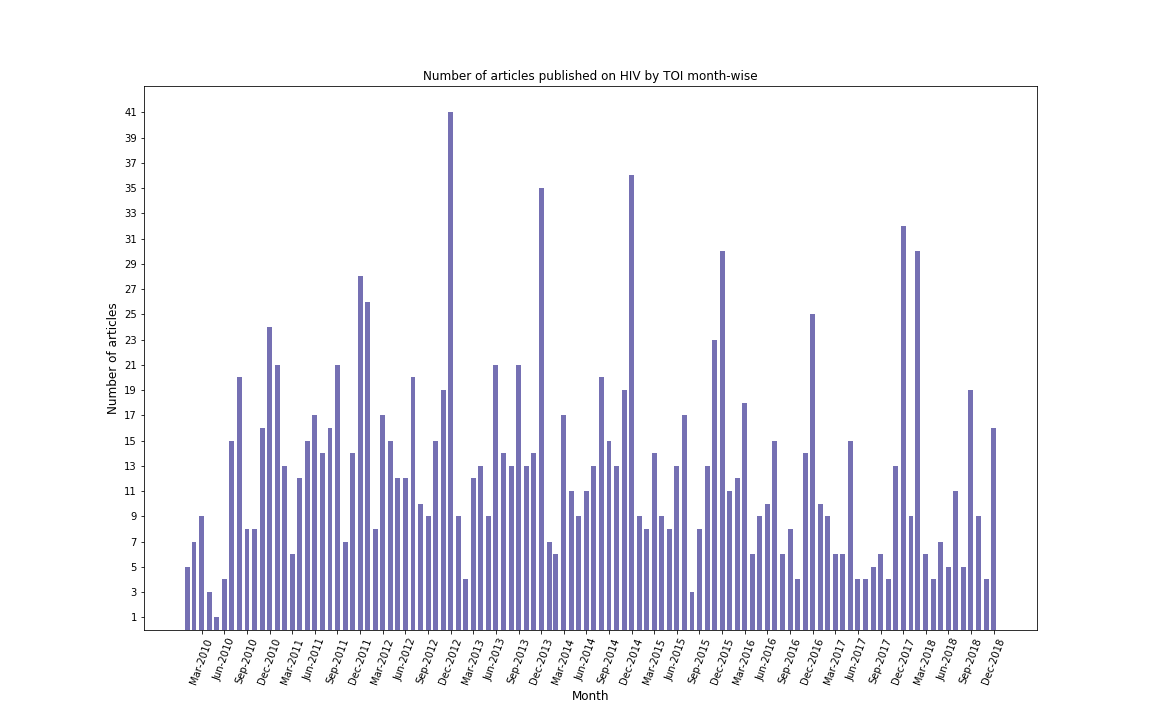 Number of articles published on HIV by TOI month-wise
41
39
37
35
33
31
29
27
25
23
21
19
17
15
13
11
9
7
5
3
1
Number of articles
Mar-2010
Jun-2010
Sep-2010
Dec-2010
Mar-2011
Jun-2011
Sep-2011
Dec-2011
Mar-2012
Jun-2012
Sep-2012
Dec-2012
Mar-2013
Jun-2013
Sep-2013
Dec-2013
Mar-2014
Jun-2014
Sep-2014
Dec-2014
Mar-2015
Jun-2015
Sep-2015
Dec-2015
Mar-2016
Jun-2016
Sep-2016
Dec-2016
Mar-2017
Jun-2017
Sep-2017
Dec-2017
Mar-2018
Jun-2018
Sep-2018
Dec-2018
Month